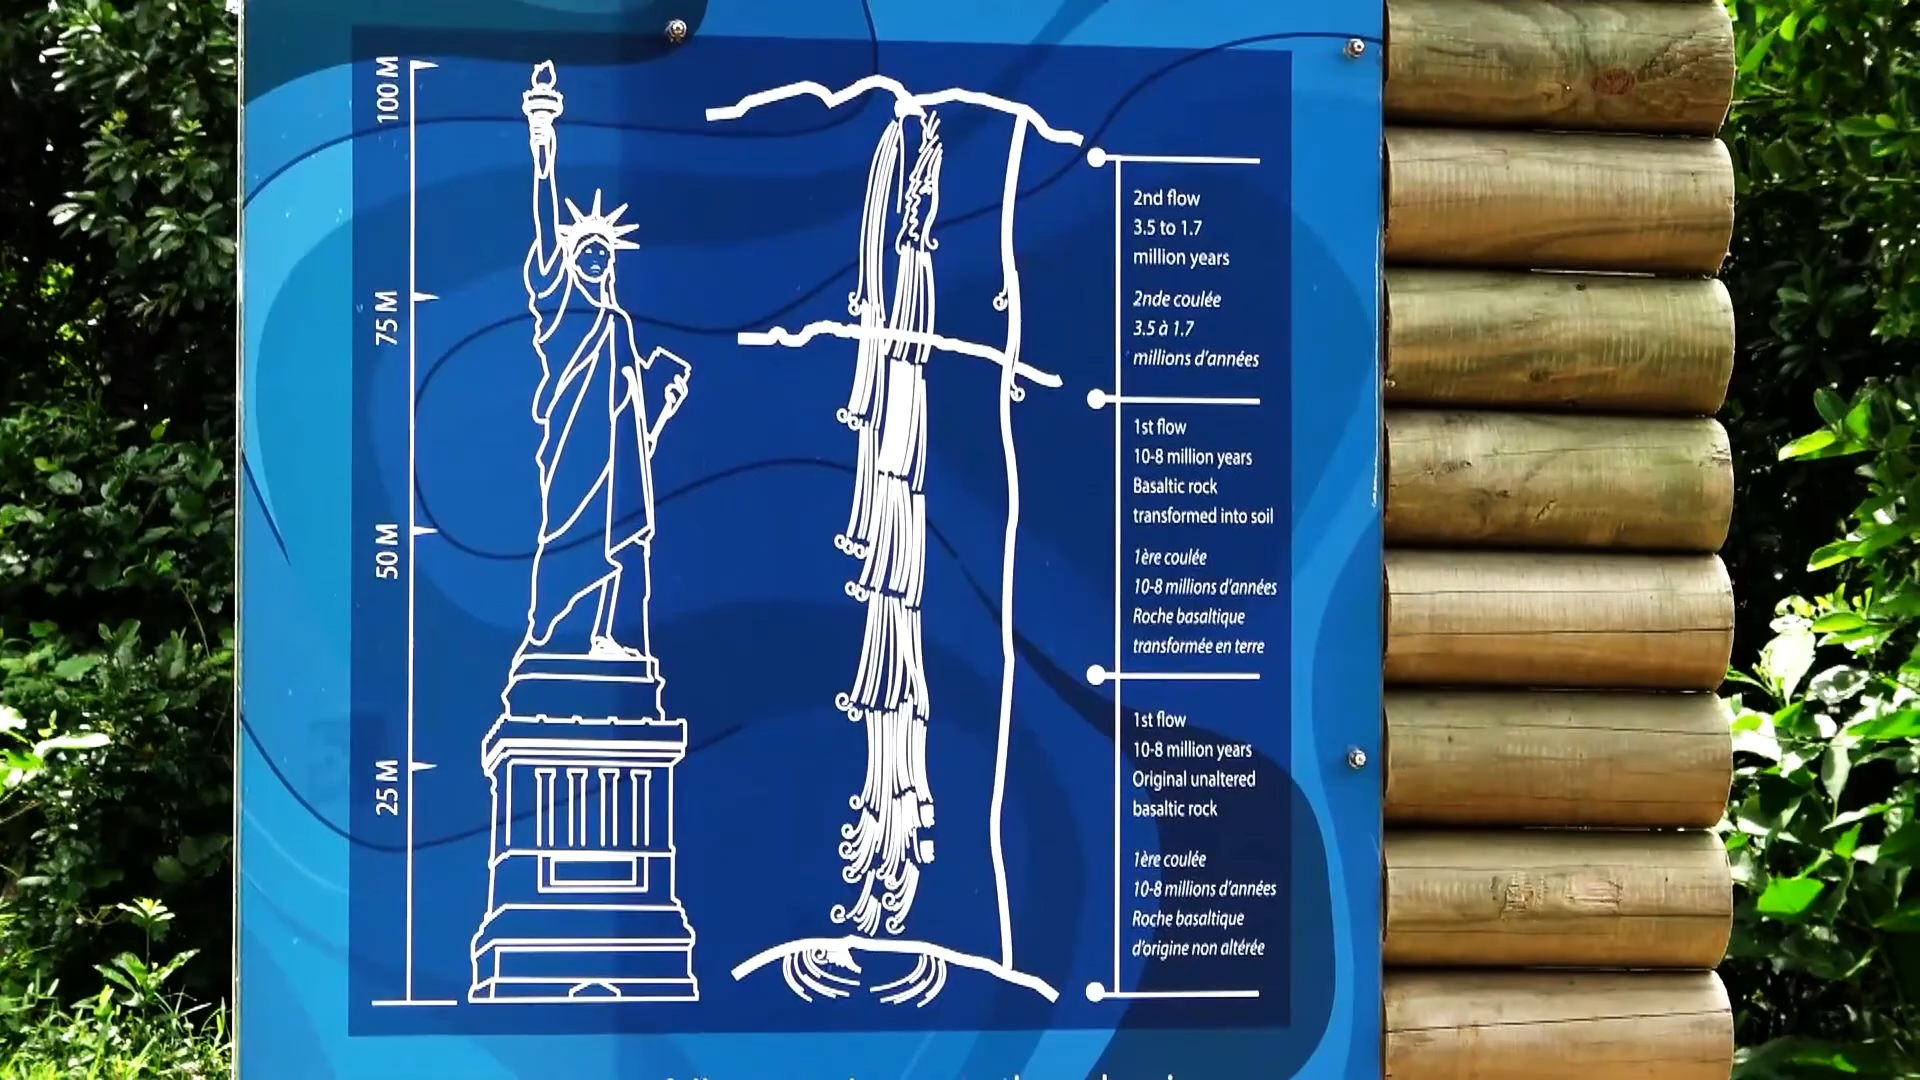 100 M
75 M
50 M
25 M
2nd flow
3.5 to 1.7
million years
2nde coulée
3.5 à 1.7
millions d'années
1st flow
10-8 million years
Basaltic rock
transformed into soil
1ère coulée
10-8 millions d'années
Roche basaltique
transformée en terre
1st flow
10-8 million years
Original unaltered
basaltic rock
1ère coulée
10-8 millions d'années
Roche basaltique
d'origine non altérée